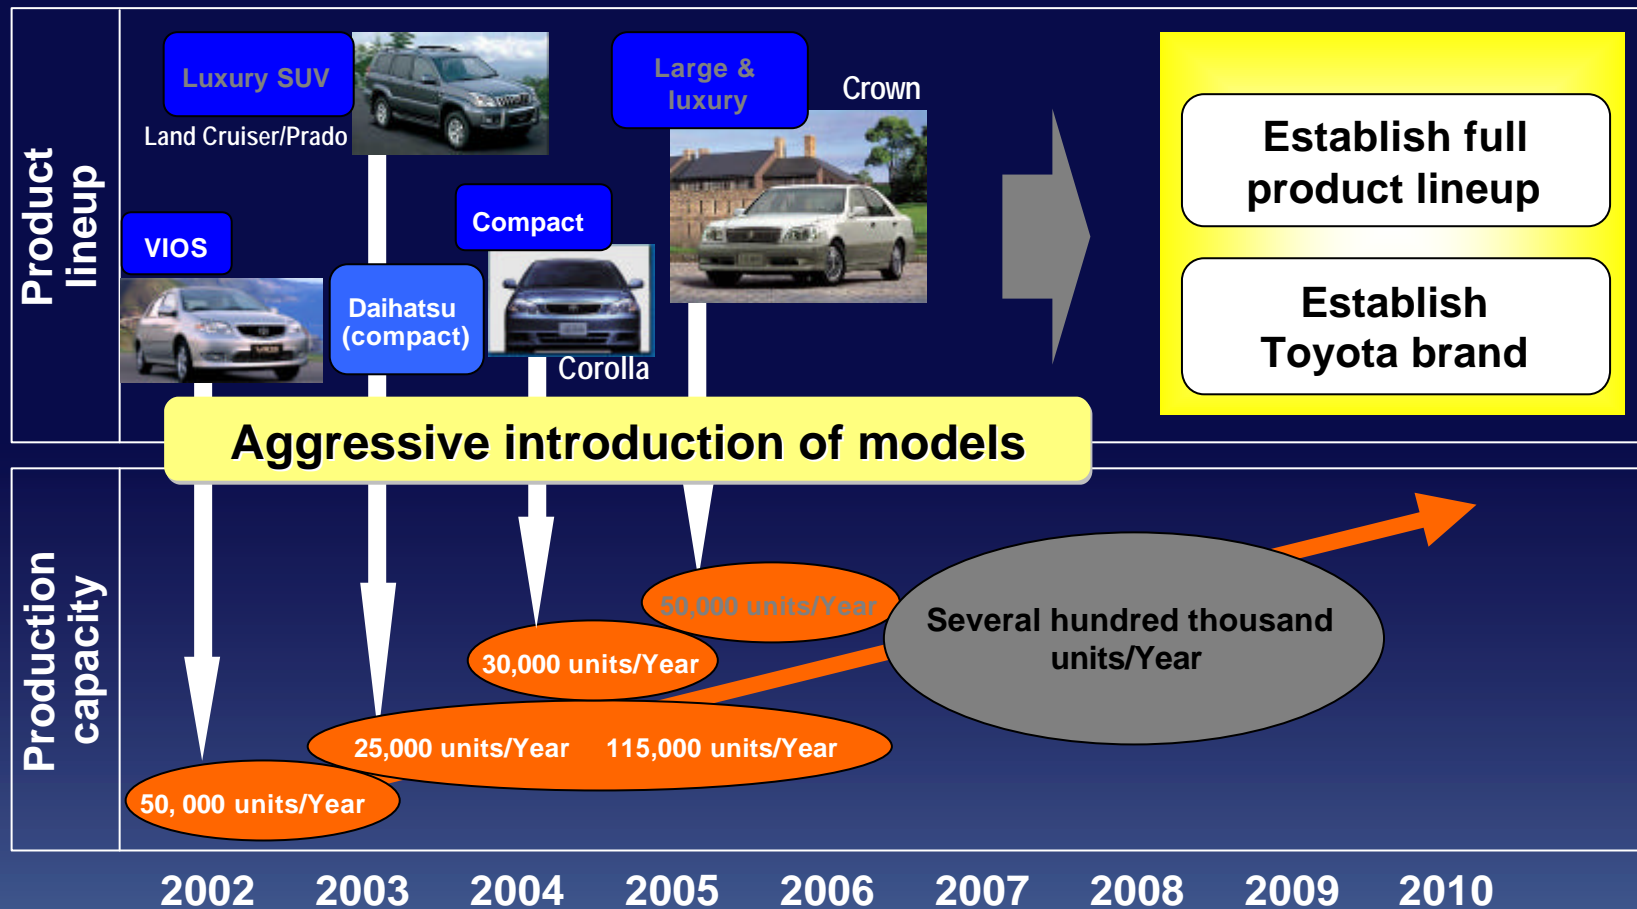 Product
lineup
Luxury SUV
Land Cruiser/Prado
Large &
luxury
Crown
VIOS
Compact
Daihatsu
(compact)
Corolla
Establish full
product lineup
Establish
Toyota brand
Aggressive introduction of models
Production
capacity
50,000 units/Year
30,000 units/Year
25,000 units/Year 115,000 units/Year
50, 000 units/Year
Several hundred thousand
units/Year
2002 2003 2004 2005 2006 2007 2008 2009 2010